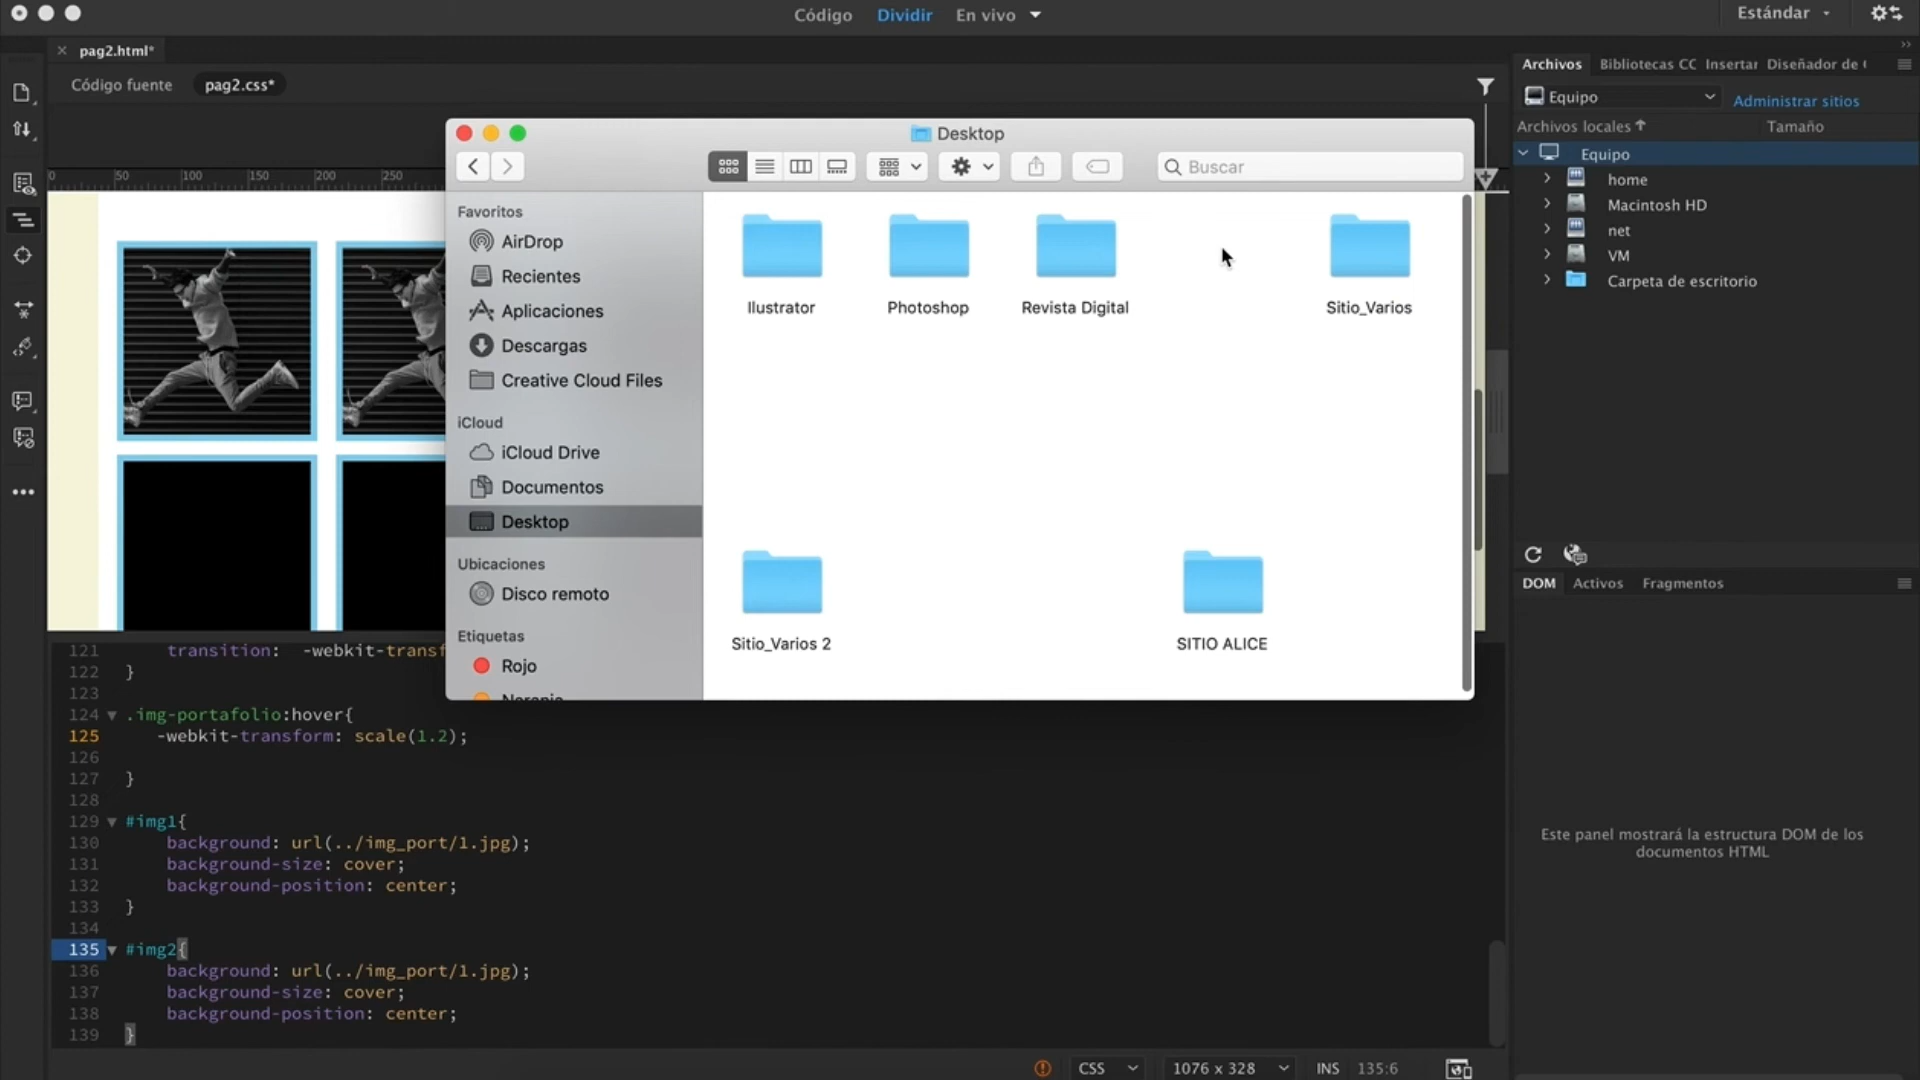 Código Dividir En vivo Estándar
pag2.html*
Código fuente pag2.css*
Archivos Bibliotecas CC Insertar Diseñador de
Equipo Administrar sitios
Archivos locales Tamaño
Equipo
home
Macintosh HD
net
VM
Carpeta de escritorio
0 50 100 150 200 250
Desktop
Buscar
Favoritos
AirDrop
Recientes
Aplicaciones
Descargas
Creative Cloud Files
iCloud
iCloud Drive
Documentos
Desktop
Ubicaciones
Disco remoto
Etiquetas
Rojo
Naranja
Ilustrator Photoshop Revista Digital Sitio_Varios
Sitio_Varios 2 SITIO ALICE
DOM Activos Fragmentos
Este panel mostrará la estructura DOM de los
documentos HTML
121 transition: -webkit-transf
122 }
123
124 .img-portafolio:hover{
125 -webkit-transform: scale(1.2);
126
127 }
128
129 #img1{
130 background: url(../img_port/1.jpg);
131 background-size: cover;
132 background-position: center;
133 }
134
135 #img2{
136 background: url(../img_port/1.jpg);
137 background-size: cover;
138 background-position: center;
139 }
CSS 1076 x 328 INS 135:6